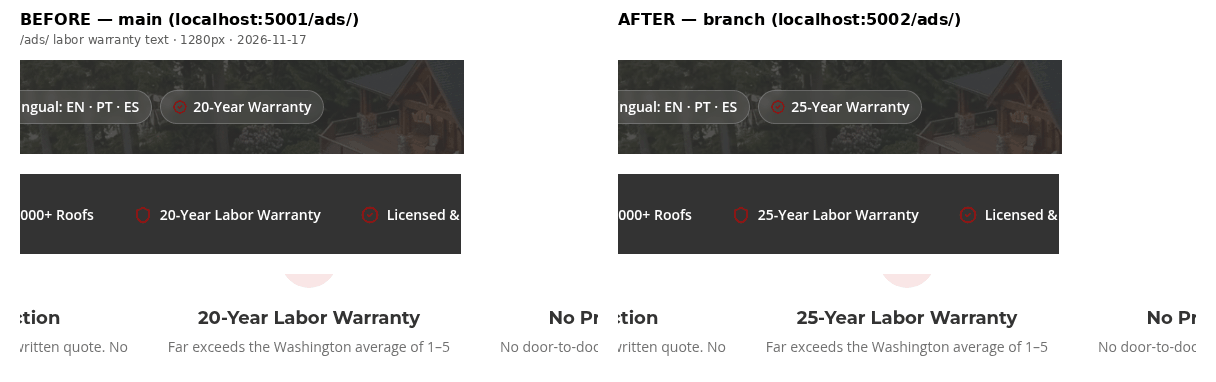 BEFORE — main (localhost:5001/ads/)
/ads/ labor warranty text · 1280px · 2026-11-17
ngual: EN · PT · ES
20-Year Warranty
000+ Roofs
20-Year Labor Warranty
Licensed &
ction
20-Year Labor Warranty
No Pr
written quote. No
Far exceeds the Washington average of 1–5
No door-to-doc
AFTER — branch (localhost:5002/ads/)
ngual: EN · PT · ES
25-Year Warranty
000+ Roofs
25-Year Labor Warranty
Licensed &
ction
25-Year Labor Warranty
No Pr
written quote. No
Far exceeds the Washington average of 1–5
No door-to-doc